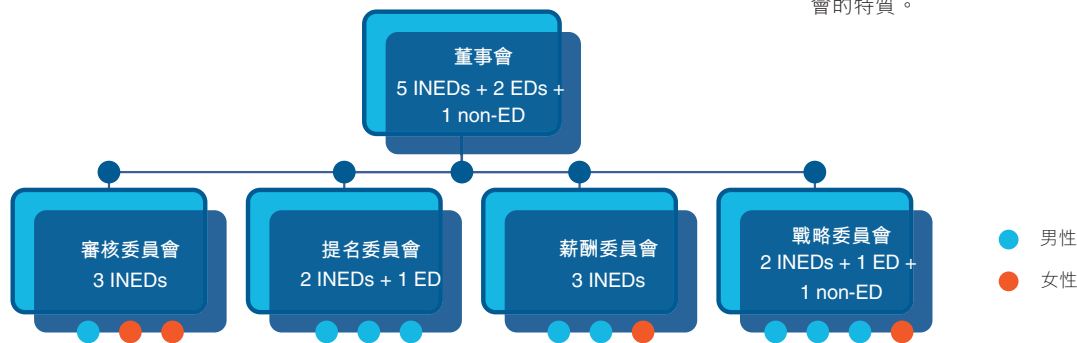 會的特質。
董事會
5 INEDs + 2 EDs +
1 non-ED
審核委員會
3 INEDs
提名委員會
2 INEDs + 1 ED
薪酬委員會
3 INEDs
戰略委員會
2 INEDs + 1 ED +
1 non-ED
男性
女性